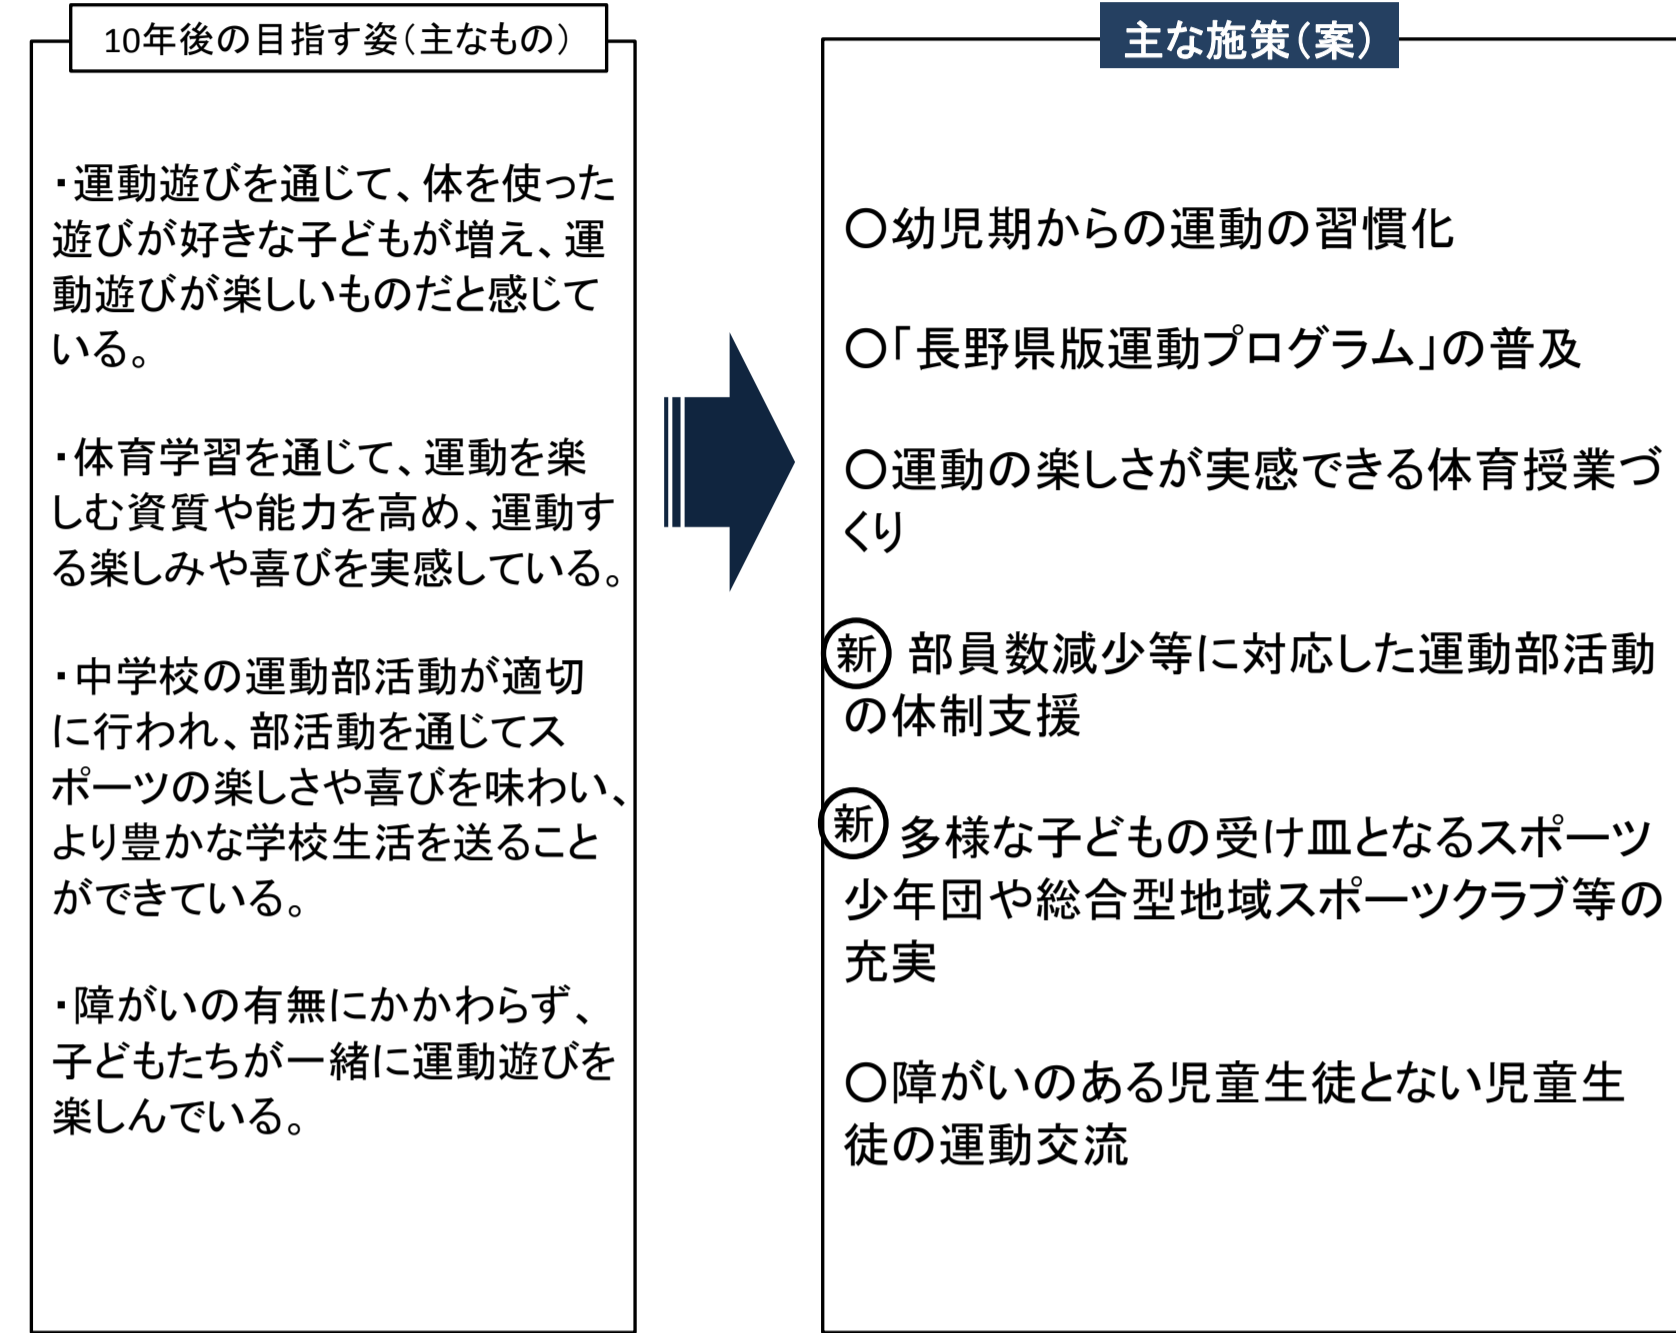 10年後の目指す姿(主なもの)
・運動遊びを通じて、体を使った
遊びが好きな子どもが増え、運
動遊びが楽しいものだと感じて
いる。
・体育学習を通じて、運動を楽
しむ資質や能力を高め、運動す
る楽しみや喜びを実感している。
・中学校の運動部活動が適切
に行われ、部活動を通じてス
ポーツの楽しさや喜びを味わい、
より豊かな学校生活を送ること
ができている。
・障がいの有無にかかわらず、
子どもたちが一緒に運動遊びを
楽しんでいる。
主な施策(案)
○幼児期からの運動の習慣化
○「長野県版運動プログラム」の普及
○運動の楽しさが実感できる体育授業づ
くり
新 部員数減少等に対応した運動部活動
の体制支援
新 多様な子どもの受け皿となるスポーツ
少年団や総合型地域スポーツクラブ等の
充実
○障がいのある児童生徒とない児童生
徒の運動交流